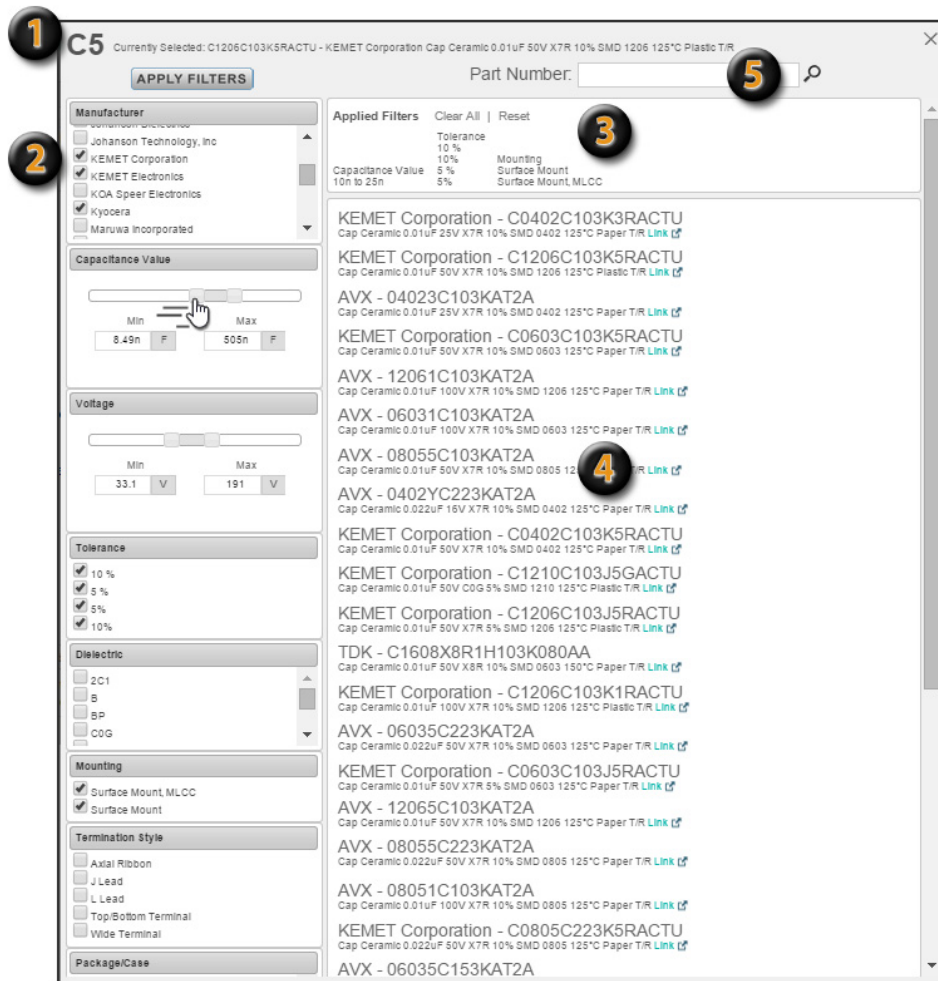 1
C5 Currently Selected: C1206C103K5RACTU - KEMET Corporation Cap Ceramic 0.01uF 50V X7R 10% SMD 1206 125°C Plastic T/R
APPLY FILTERS
Part Number:
5
2
Manufacturer
Johanson Dielectrics
Johanson Technology, Inc
KEMET Corporation
KEMET Electronics
KOA Speer Electronics
Kyocera
Maruwa Incorporated
Capacitance Value
Min Max
8.49n F 505n F
Voltage
Min Max
33.1 V 191 V
Tolerance
10 %
5 %
5%
10%
Dielectric
2C1
B
BP
C0G
Mounting
Surface Mount, MLCC
Surface Mount
Termination Style
Axial Ribbon
J Lead
L Lead
Top/Bottom Terminal
Wide Terminal
Package/Case
Applied Filters Clear All | Reset
3
Tolerance
10 %
10% Mounting
Capacitance Value 5 % Surface Mount
10n to 25n 5% Surface Mount, MLCC
KEMET Corporation - C0402C103K3RACTU
Cap Ceramic 0.01uF 25V X7R 10% SMD 0402 125°C Paper T/R Link
KEMET Corporation - C1206C103K5RACTU
Cap Ceramic 0.01uF 50V X7R 10% SMD 1206 125°C Plastic T/R Link
AVX - 04023C103KAT2A
Cap Ceramic 0.01uF 25V X7R 10% SMD 0402 125°C Paper T/R Link
KEMET Corporation - C0603C103K5RACTU
Cap Ceramic 0.01uF 50V X7R 10% SMD 0603 125°C Paper T/R Link
AVX - 12061C103KAT2A
Cap Ceramic 0.01uF 100V X7R 10% SMD 1206 125°C Paper T/R Link
AVX - 06031C103KAT2A
Cap Ceramic 0.01uF 100V X7R 10% SMD 0603 125°C Paper T/R Link
AVX - 08055C103KAT2A
Cap Ceramic 0.01uF 50V X7R 10% SMD 0805 T/R Link
4
AVX - 0402YC223KAT2A
Cap Ceramic 0.022uF 16V X7R 10% SMD 0402 125°C Paper T/R Link
KEMET Corporation - C0402C103K5RACTU
Cap Ceramic 0.01uF 50V X7R 10% SMD 0402 125°C Paper T/R Link
KEMET Corporation - C1210C103J5GACTU
Cap Ceramic 0.01uF 50V C0G 5% SMD 1210 125°C Plastic T/R Link
KEMET Corporation - C1206C103J5RACTU
Cap Ceramic 0.01uF 50V X7R 5% SMD 1206 125°C Plastic T/R Link
TDK - C1608X8R1H103K080AA
Cap Ceramic 0.01uF 50V X8R 10% SMD 0603 150°C Paper T/R Link
KEMET Corporation - C1206C103K1RACTU
Cap Ceramic 0.01uF 100V X7R 10% SMD 1206 125°C Plastic T/R Link
AVX - 06035C223KAT2A
Cap Ceramic 0.022uF 50V X7R 10% SMD 0603 125°C Paper T/R Link
KEMET Corporation - C0603C103J5RACTU
Cap Ceramic 0.01uF 50V X7R 5% SMD 0603 125°C Paper T/R Link
AVX - 12065C103KAT2A
Cap Ceramic 0.01uF 50V X7R 10% SMD 1206 125°C Paper T/R Link
AVX - 08055C223KAT2A
Cap Ceramic 0.022uF 50V X7R 10% SMD 0805 125°C Paper T/R Link
AVX - 08051C103KAT2A
Cap Ceramic 0.01uF 100V X7R 10% SMD 0805 125°C Paper T/R Link
KEMET Corporation - C0805C223K5RACTU
Cap Ceramic 0.022uF 50V X7R 10% SMD 0805 125°C Paper T/R Link
AVX - 06035C153KAT2A